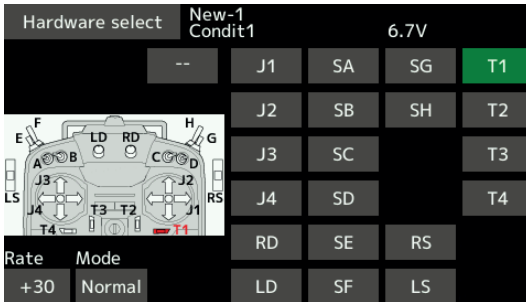 Hardware select
New-1
Condit1
6.7V
-- J1 SA SG T1
J2 SB SH T2
J3 SC T3
J4 SD T4
RD SE RS
LD SF LS
F H
E LD RD G
A B C D
J3 J2
LS RS
J4 T3 T2 J1
T4 T1
Rate Mode
+30 Normal